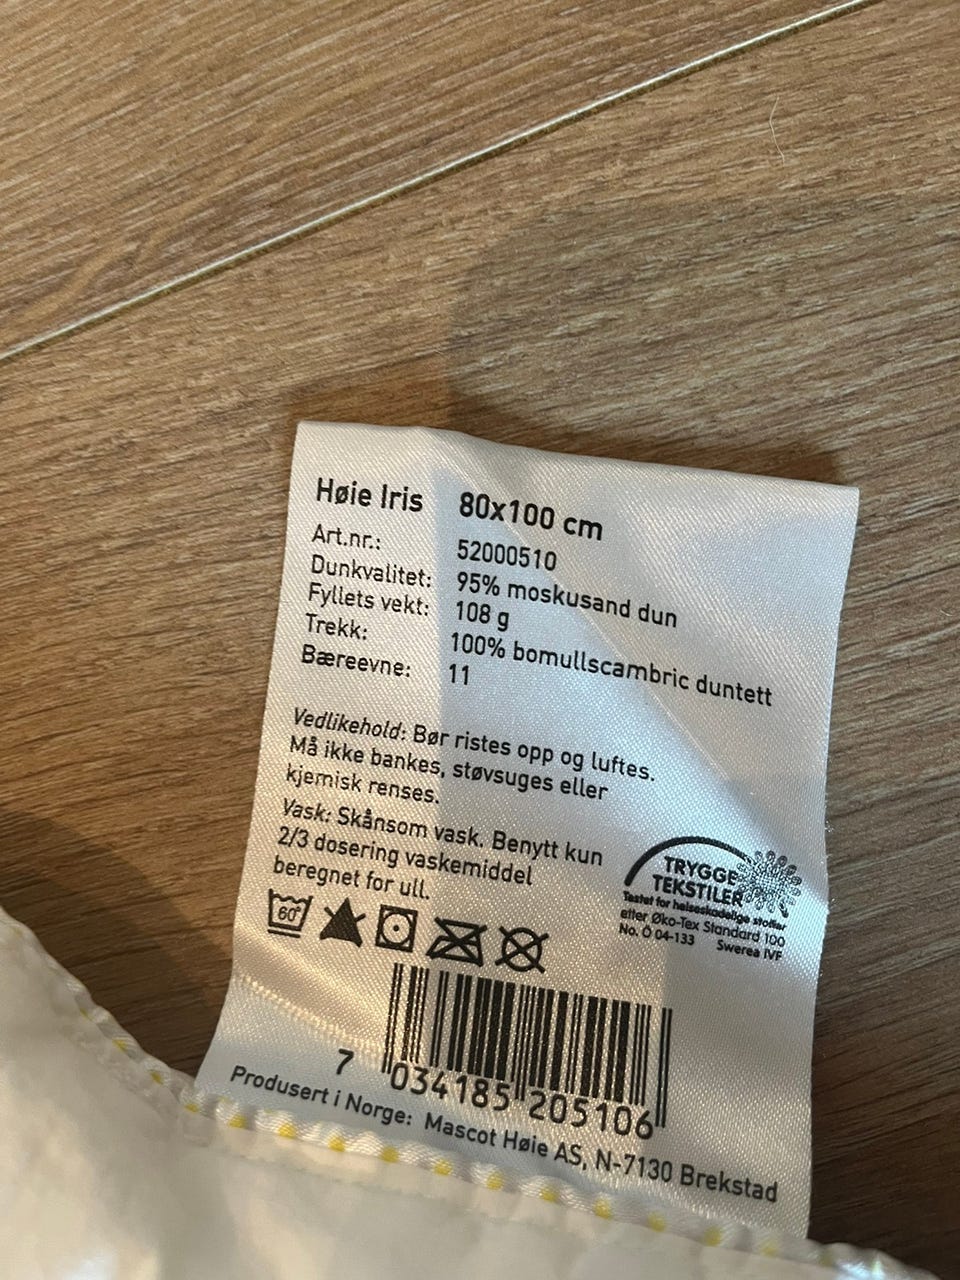 Høie Iris 80x100 cm
Art.nr.: 52000510
Dunkvalitet: 95% moskusand dun
Fyllets vekt: 108 g
Trekk: 100% bomullscambric duntett
Bæreevne: 11
Vedlikehold: Bør ristes opp og luftes.
Må ikke bankes, støvsuges eller
kjemisk renses.
Vask: Skånsom vask. Benytt kun
2/3 dosering vaskemiddel
beregnet for ull.
60°
TRYGGE
TEKSTILER
Testet for helseskadelige stoffer
etter Øko-Tex Standard 100
No. Ö 04-133 Swerea IVF
7 034185 205106
Produsert i Norge: Mascot Høie AS, N-7130 Brekstad